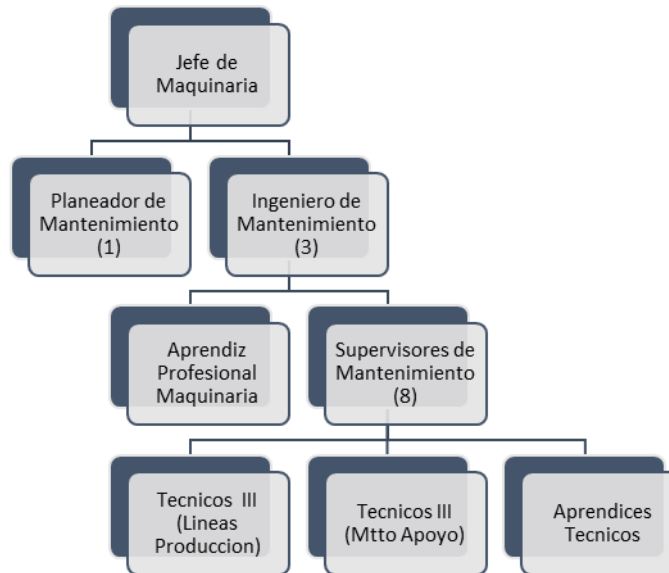 Jefe de
Maquinaria
Planeador de
Mantenimiento
(1)
Ingeniero de
Mantenimiento
(3)
Aprendiz
Profesional
Maquinaria
Supervisores de
Mantenimiento
(8)
Tecnicos III
(Lineas
Produccion)
Tecnicos III
(Mtto Apoyo)
Aprendices
Tecnicos